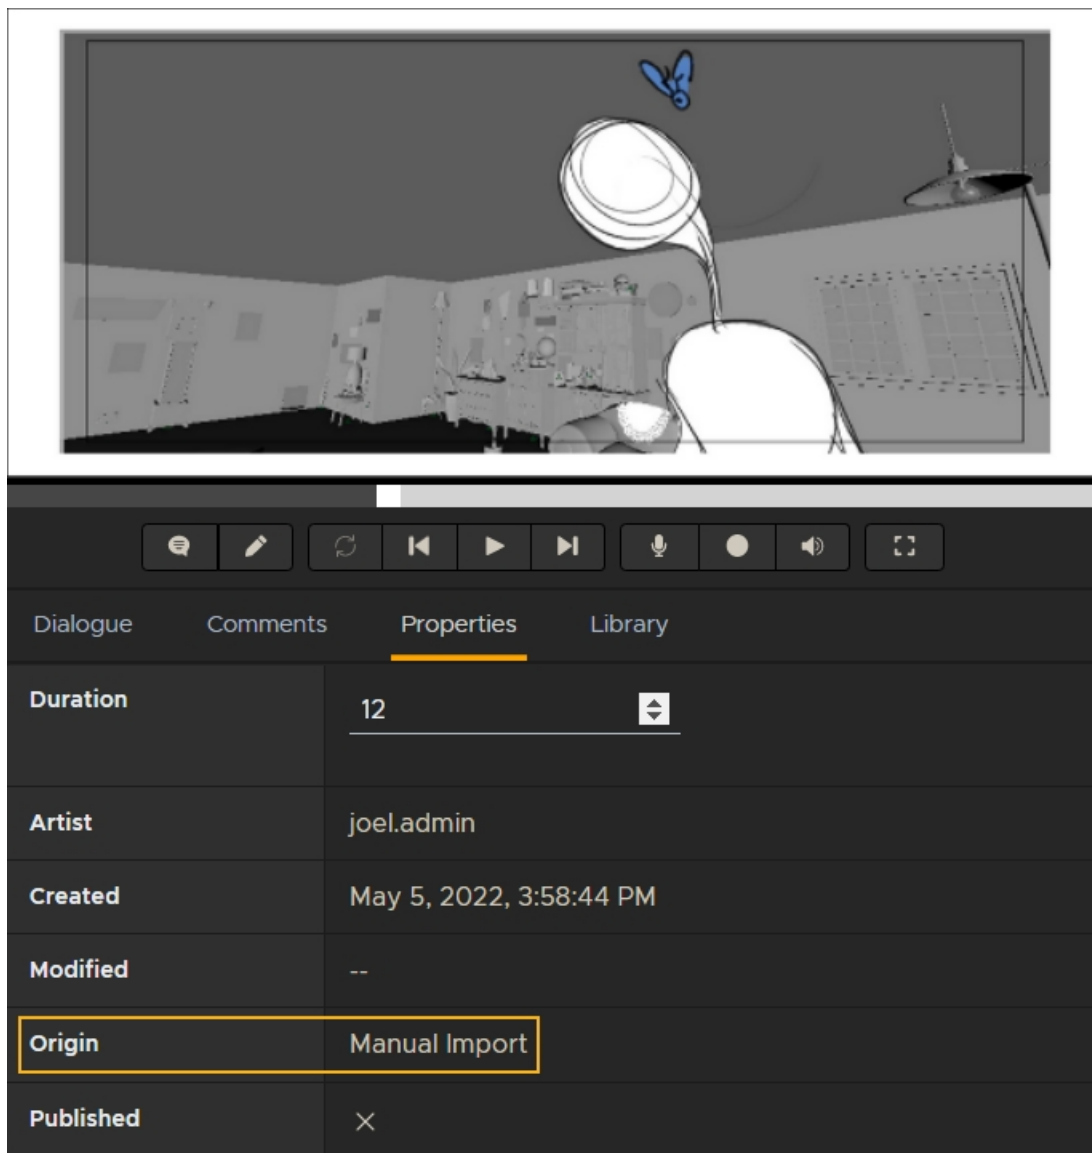 Dialogue Comments Properties Library
Duration 12
Artist joel.admin
Created May 5, 2022, 3:58:44 PM
Modified --
Origin Manual Import
Published ×